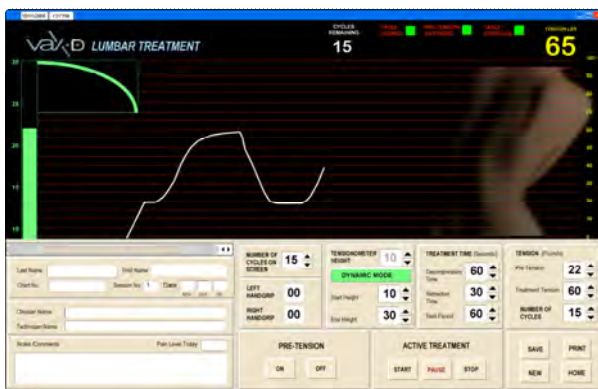 CYCLES
REMAINING
15
TENSION LBS
65
VAX-D LUMBAR TREATMENT
Last Name
First Name
Chart No.
Session No. 1 Date
Clinician Name
Technician Name
Notes Comments
Pain Level Today
NUMBER OF
CYCLES ON
SCREEN
15
LEFT
HANDGRIP
00
RIGHT
HANDGRIP
00
TENSIONOMETER
HEIGHT
10
DYNAMIC MODE
Start Height
10
End Height
30
TREATMENT TIME (Seconds)
Decompression
Time
60
Retraction
Time
30
Rest Period
60
TENSION (Pounds)
Pre-Tension
22
Treatment Tension
60
NUMBER OF
CYCLES
15
PRE-TENSION
ON
OFF
ACTIVE TREATMENT
START
PAUSE
STOP
SAVE
PRINT
NEW
HOME